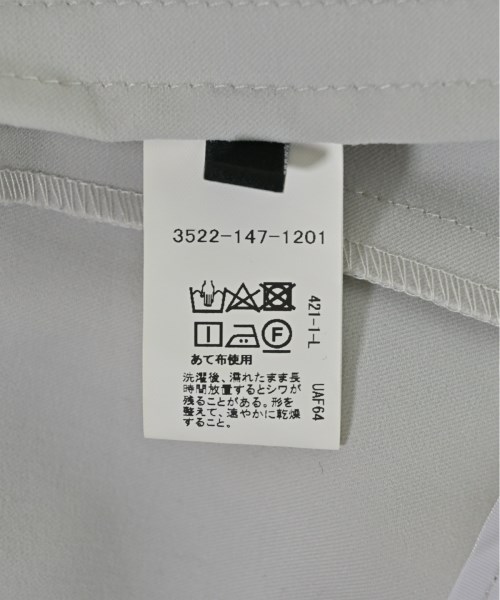 3522-147-1201
F
あて布使用
洗濯後、濡れたまま長
時間放置するとシワが
残ることがある。形を
整えて、速やかに乾燥
すること。
421-1-L
UAF64